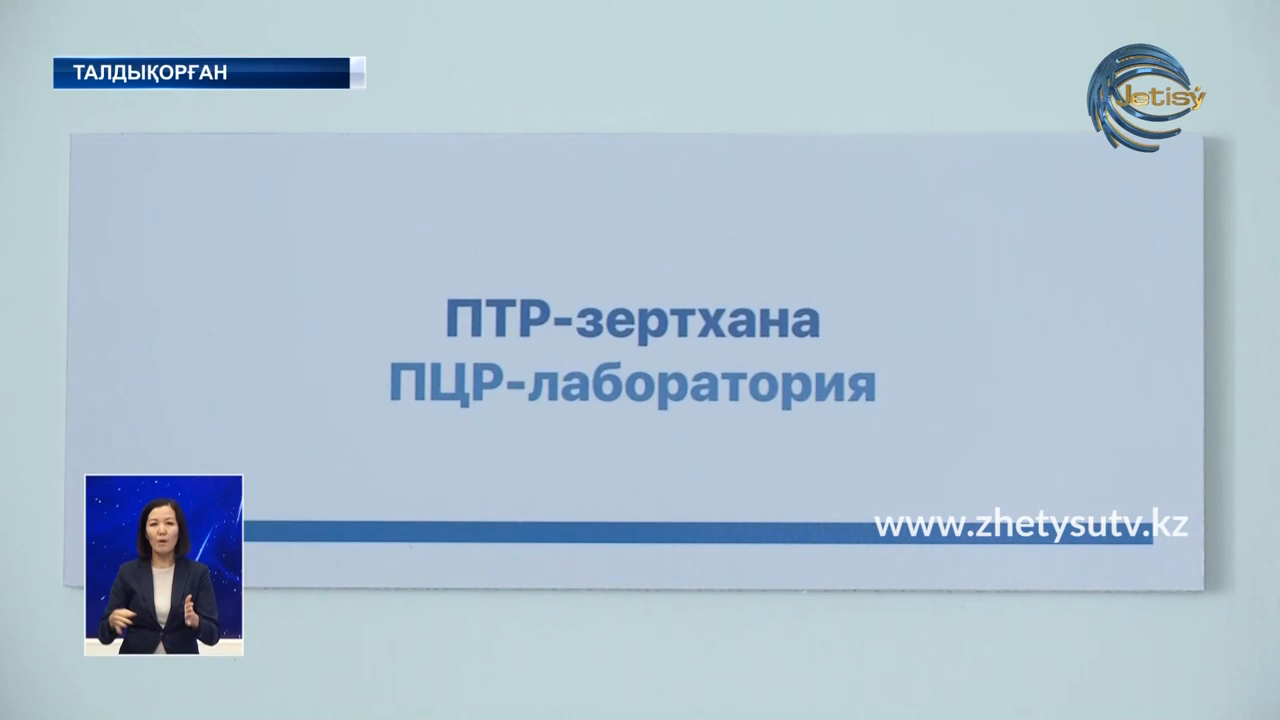 ТАЛДЫҚОРҒАН
Jetisý
ПТР-зертхана
ПЦР-лаборатория
www.zhetysutv.kz